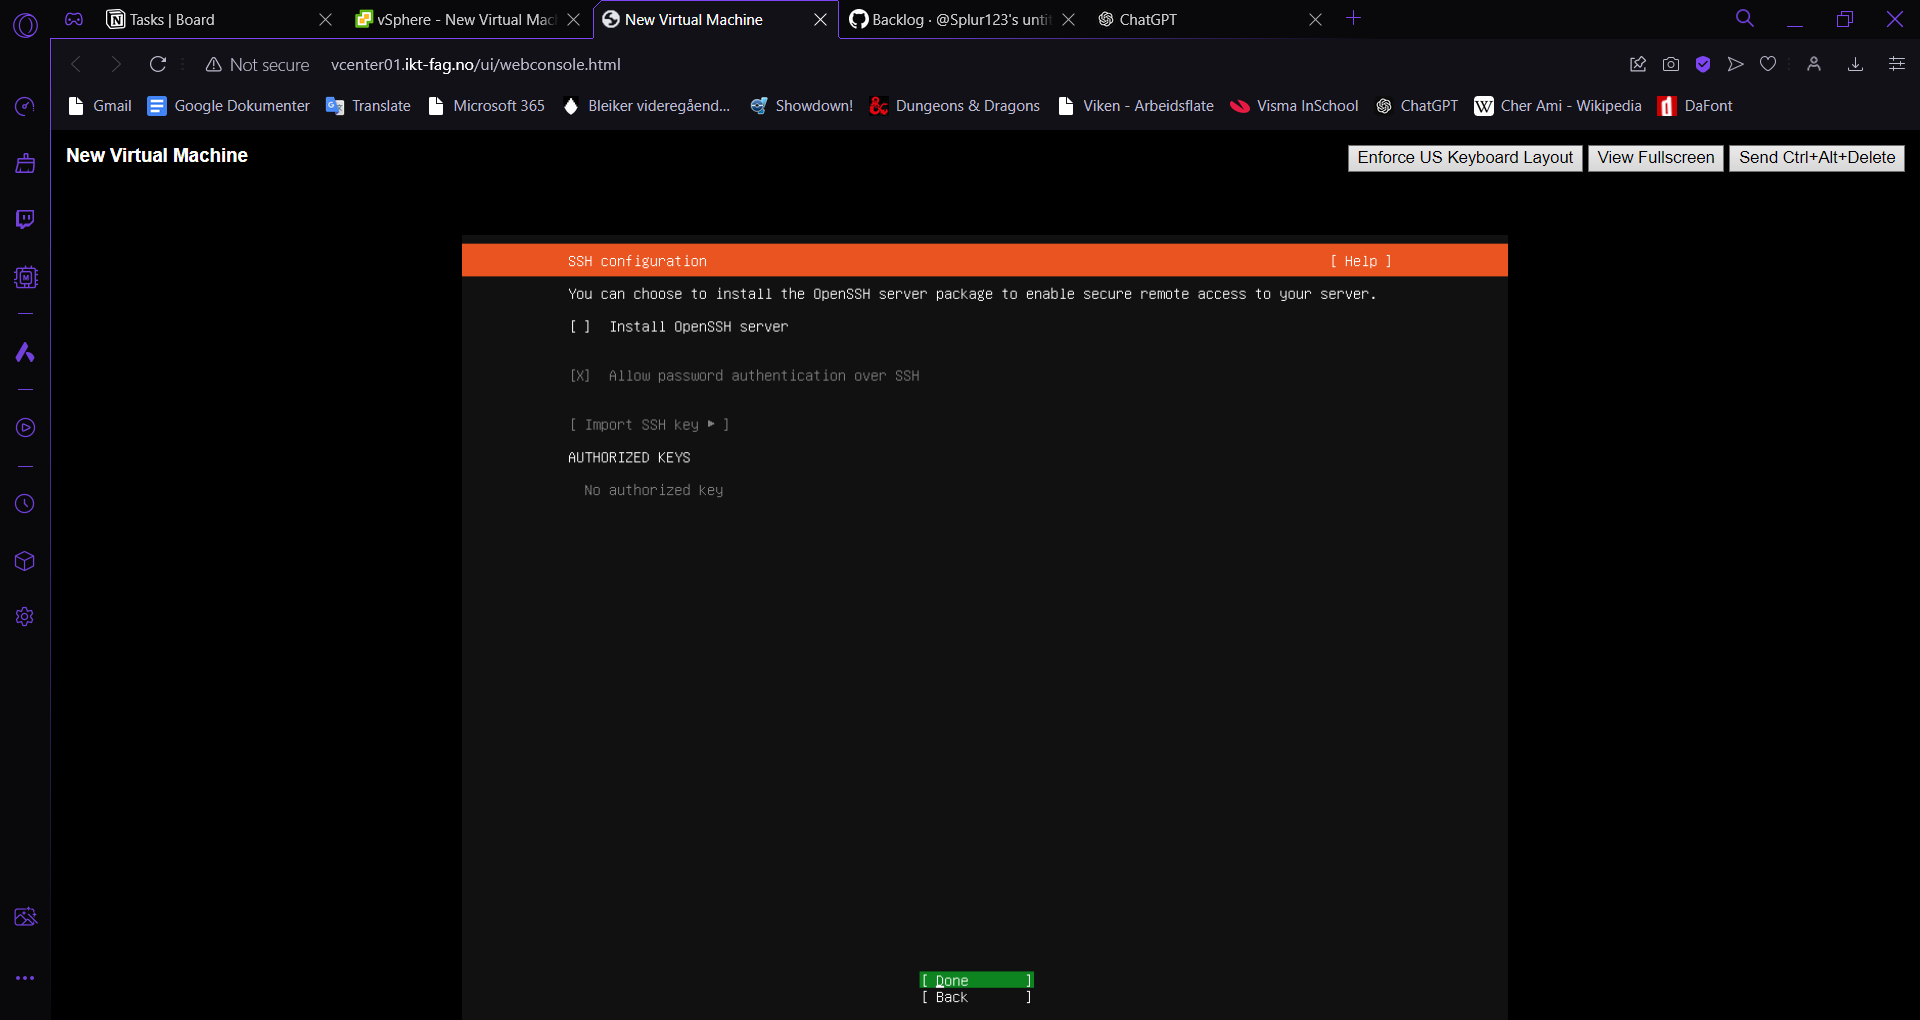 Tasks | Board
vSphere - New Virtual Mac
New Virtual Machine
Backlog · @Splur123's unti
ChatGPT
Not secure vcenter01.ikt-fag.no/ui/webconsole.html
Gmail Google Dokumenter Translate Microsoft 365 Bleiker videregåend... Showdown! Dungeons & Dragons Viken - Arbeidsflate Visma InSchool ChatGPT Cher Ami - Wikipedia DaFont
New Virtual Machine
Enforce US Keyboard Layout View Fullscreen Send Ctrl+Alt+Delete
SSH configuration [ Help ]
You can choose to install the OpenSSH server package to enable secure remote access to your server.
[ ] Install OpenSSH server
[X] Allow password authentication over SSH
[ Import SSH key ▸ ]
AUTHORIZED KEYS
No authorized key
[ Done ]
[ Back ]